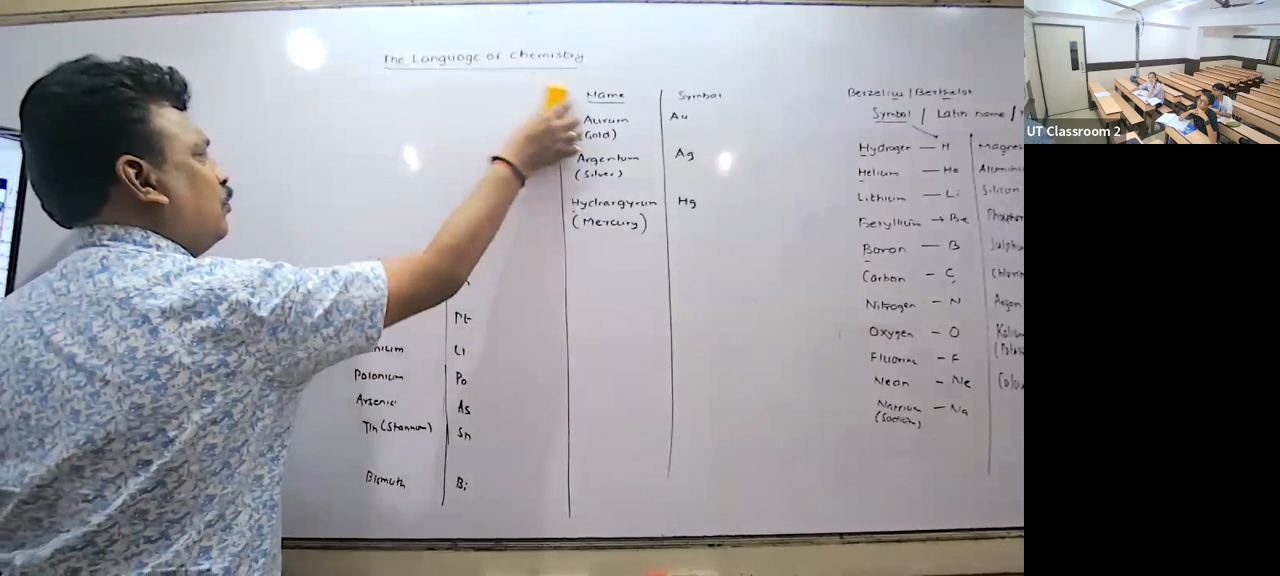 The Language of Chemistry
Name
Symbol
Aurum
(Gold)
Au
Argentum
(Silver)
Ag
Hydrargyrum
(Mercury)
Hg
Pt
Polonium
Po
Arsenic
As
Tin (Stannum)
Sn
Bismuth
Bi
Berzelius / Berthelot
Symbol / Latin name /
Hydrogen — H
Helium — He
Lithium — Li
Beryllium → Be
Boron — B
Carbon - C
Nitrogen - N
Oxygen - O
Fluorine - F
Neon - Ne
Natrium - Na
(Sodium)
Silicon
Argon
UT Classroom 2